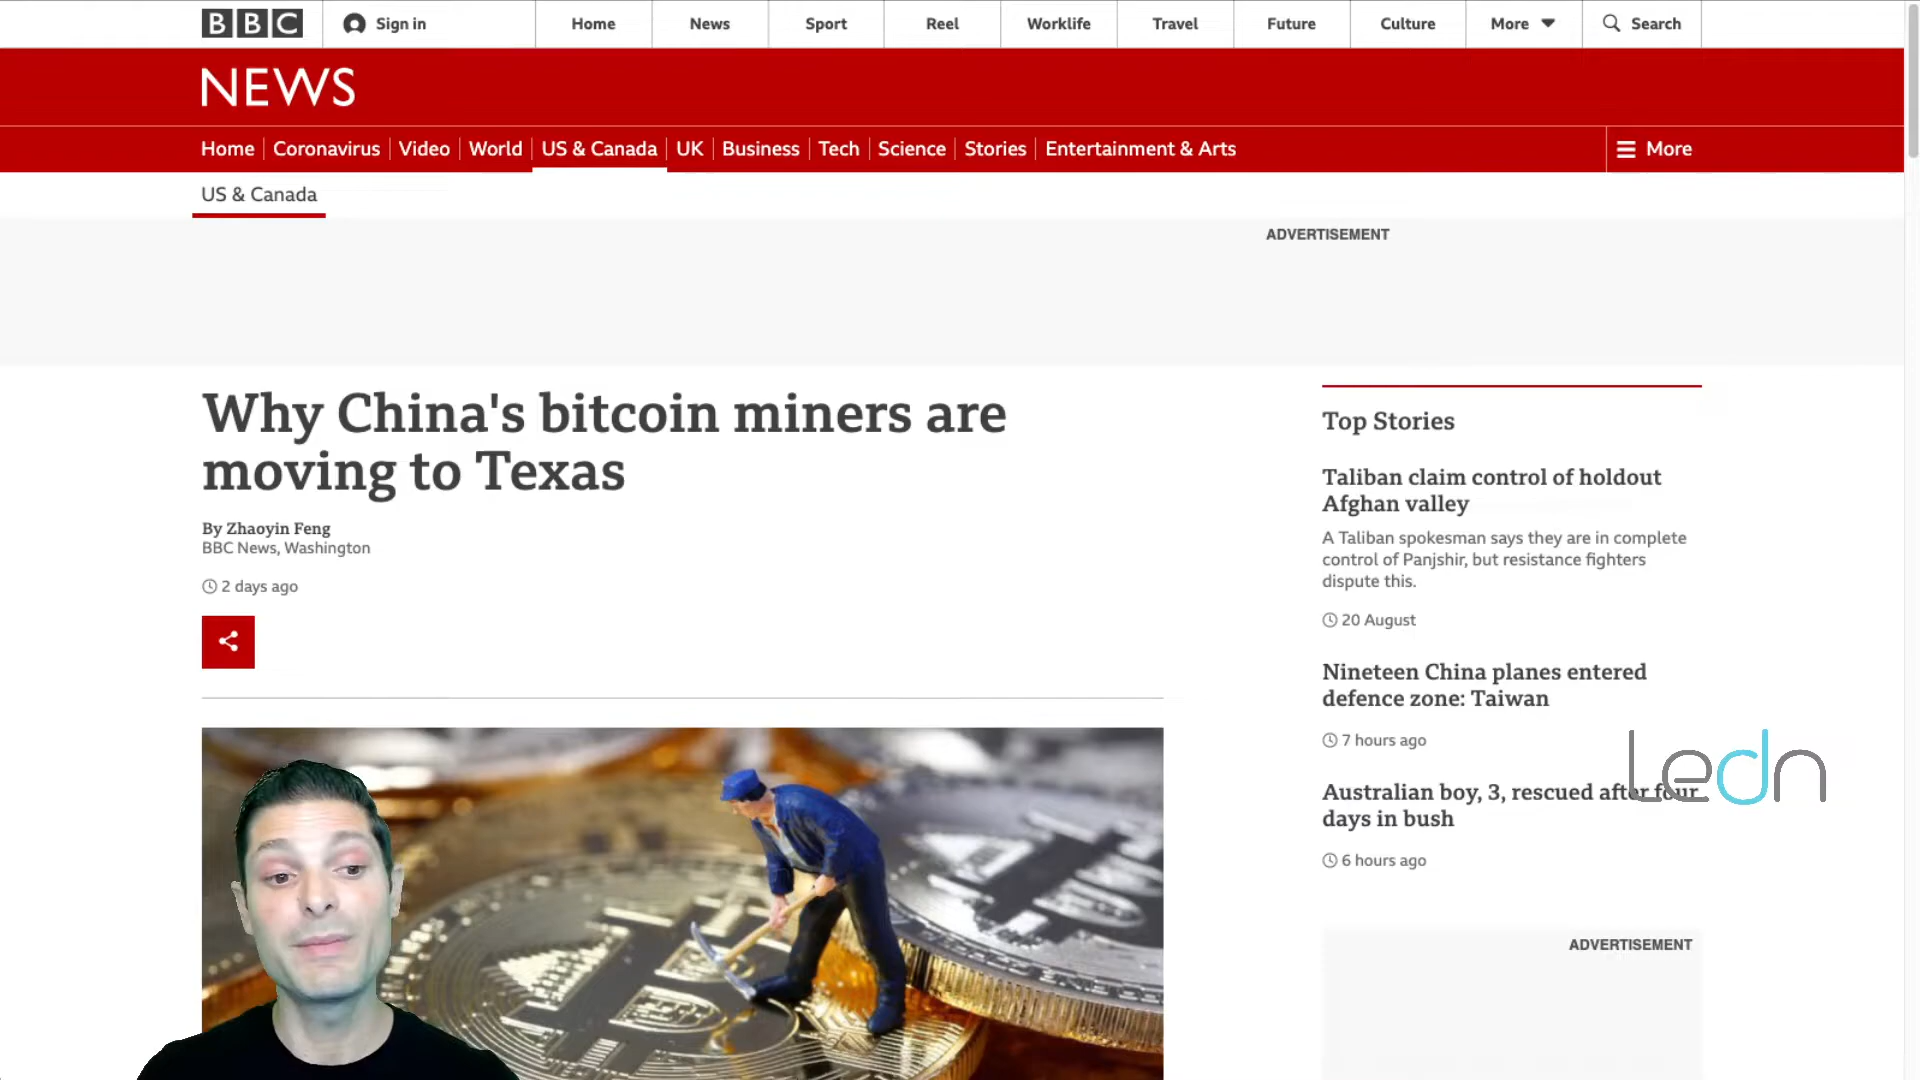 BBC
Sign in
Home
News
Sport
Reel
Worklife
Travel
Future
Culture
More
Search
NEWS
Home
Coronavirus
Video
World
US & Canada
UK
Business
Tech
Science
Stories
Entertainment & Arts
More
US & Canada
ADVERTISEMENT
Why China's bitcoin miners are
moving to Texas
By Zhaoyin Feng
BBC News, Washington
2 days ago
Top Stories
Taliban claim control of holdout
Afghan valley
A Taliban spokesman says they are in complete
control of Panjshir, but resistance fighters
dispute this.
20 August
Nineteen China planes entered
defence zone: Taiwan
7 hours ago
Ledn
Australian boy, 3, rescued after four
days in bush
6 hours ago
ADVERTISEMENT